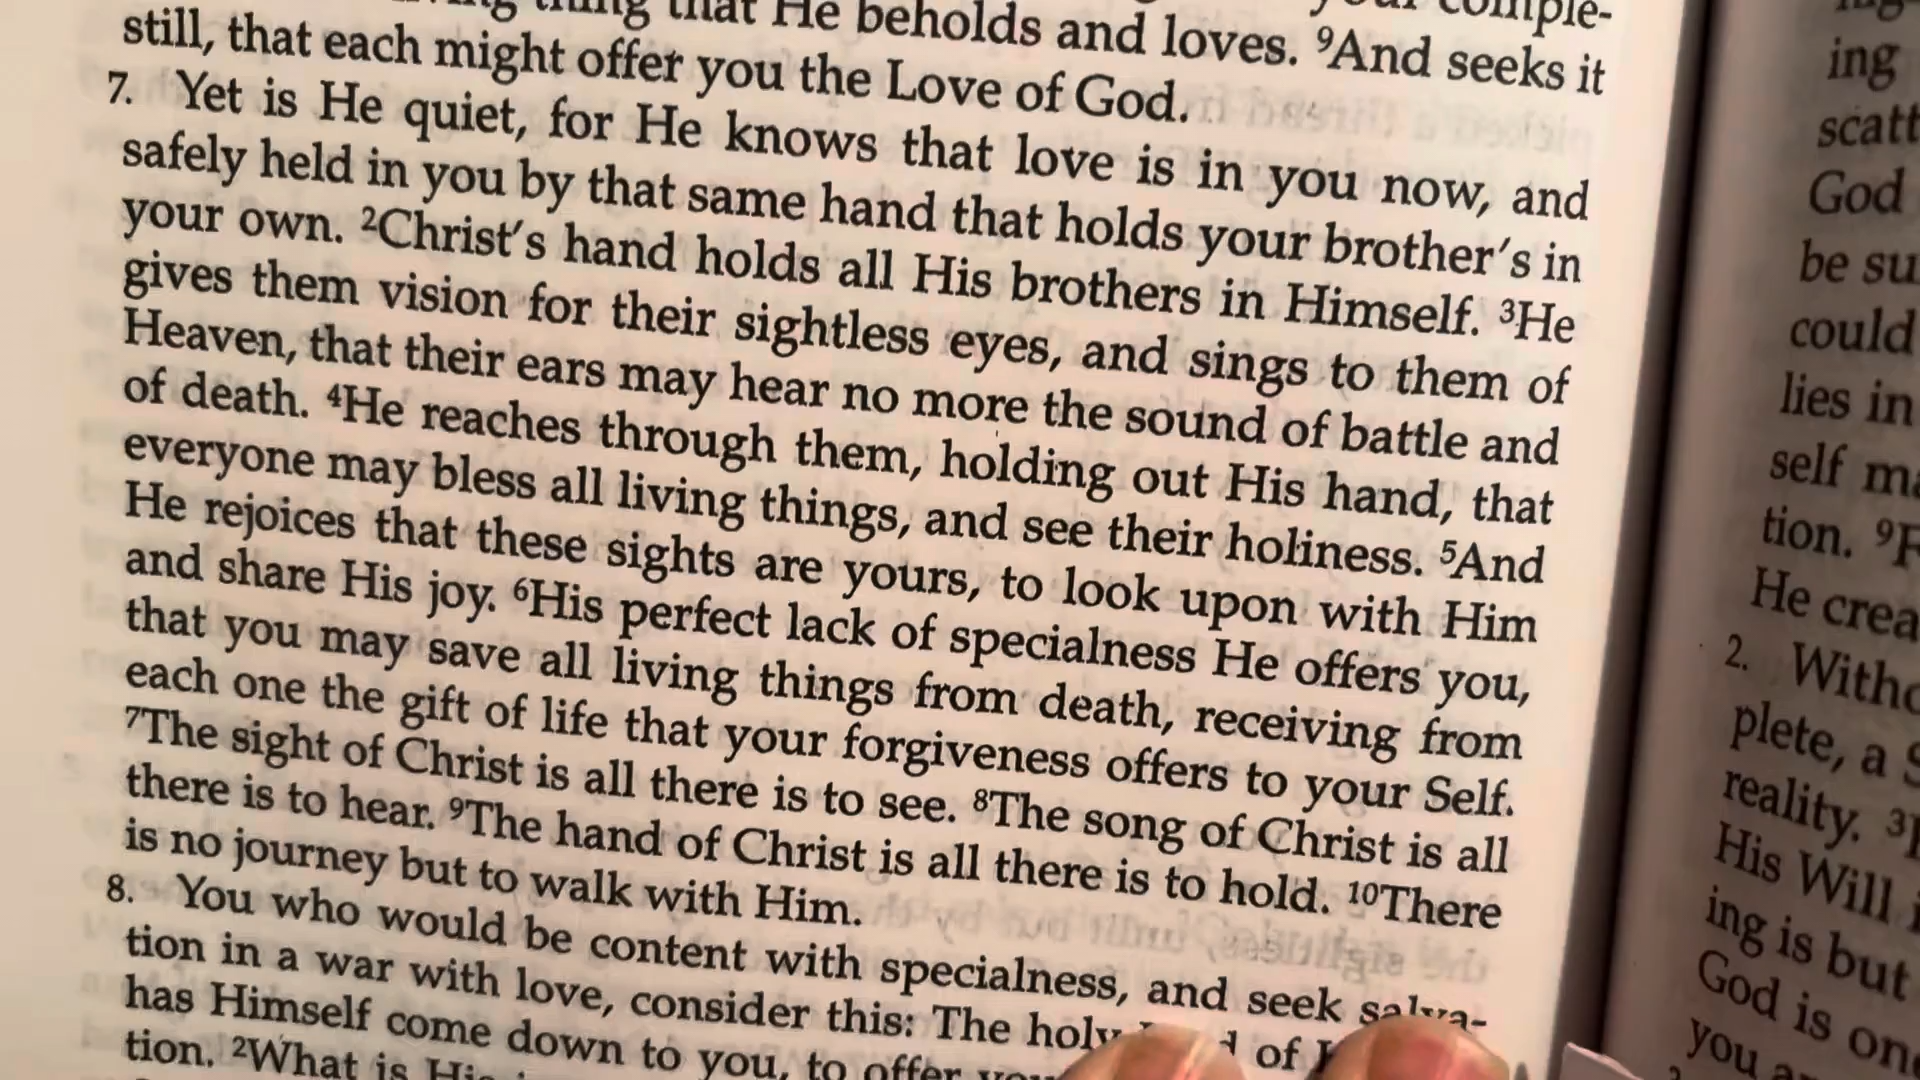 thing that He beholds and loves. ⁹And seeks it
still, that each might offer you the Love of God.
7. Yet is He quiet, for He knows that love is in you now, and
safely held in you by that same hand that holds your brother's in
your own. ²Christ's hand holds all His brothers in Himself. ³He
gives them vision for their sightless eyes, and sings to them of
Heaven, that their ears may hear no more the sound of battle and
of death. ⁴He reaches through them, holding out His hand, that
everyone may bless all living things, and see their holiness. ⁵And
He rejoices that these sights are yours, to look upon with Him
and share His joy. ⁶His perfect lack of specialness He offers you,
that you may save all living things from death, receiving from
each one the gift of life that your forgiveness offers to your Self.
⁷The sight of Christ is all there is to see. ⁸The song of Christ is all
there is to hear. ⁹The hand of Christ is all there is to hold. ¹⁰There
is no journey but to walk with Him.
8. You who would be content with specialness, and seek salva-
tion in a war with love, consider this: The holy of
has Himself come down to you, to offer
tion. ²What is
ing
scatt
God
be su
could
lies in
self ma
tion. ⁹F
He crea
2. Witho
plete, a S
reality. ³
His Will i
ing is but
God is one
you a